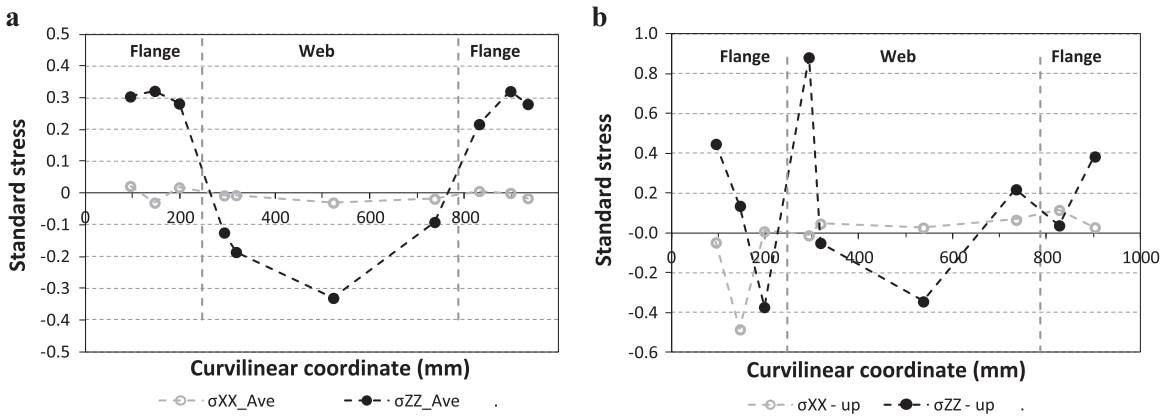 a
0.5
0.4
0.3
0.2
0.1
0
-0.1
-0.2
-0.3
-0.4
-0.5
Standard stress
Flange
Web
Flange
0
200
400
600
800
Curvilinear coordinate (mm)
σXX_Ave
σZZ_Ave
.
b
1.0
0.8
0.6
0.4
0.2
-0.0
-0.2
-0.4
-0.6
Standard stress
Flange
Web
Flange
0
200
400
600
800
1000
Curvilinear coordinate (mm)
σXX - up
σZZ - up
.